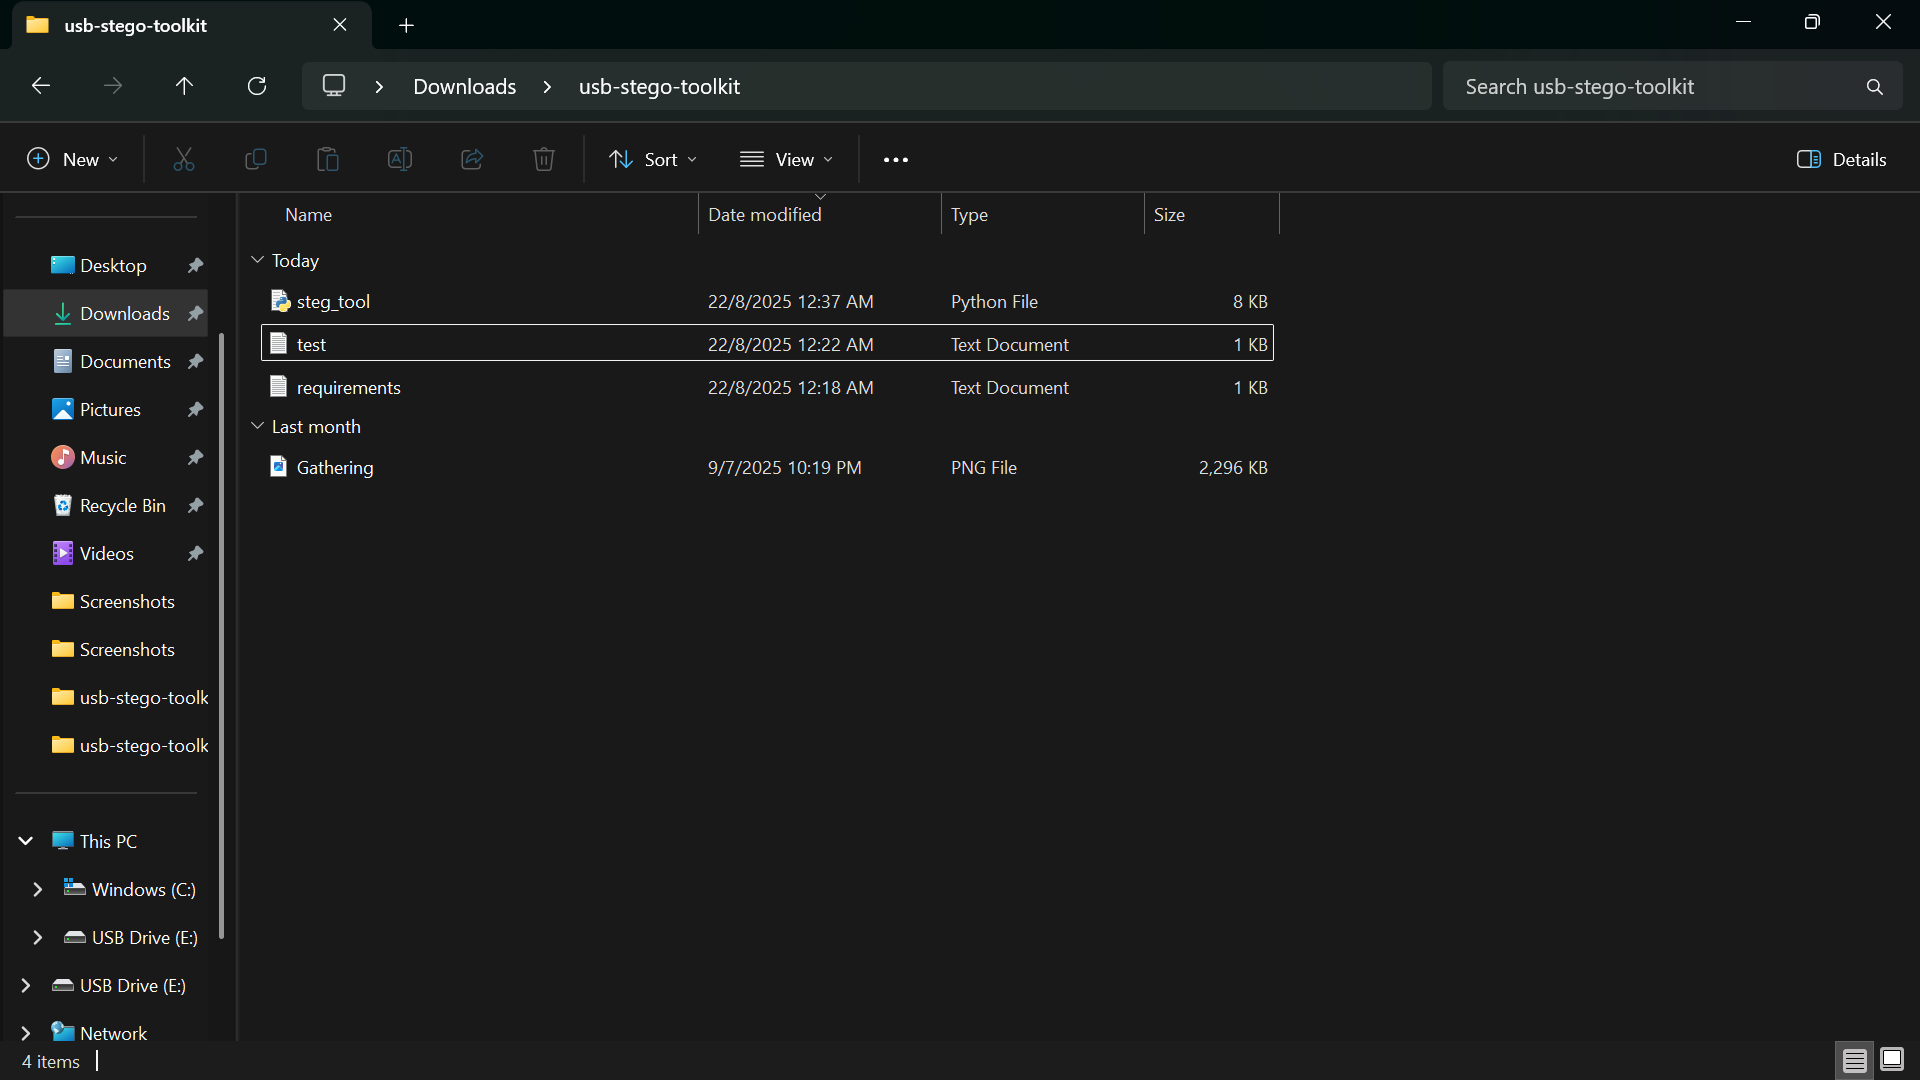 usb-stego-toolkit
Downloads > usb-stego-toolkit
Search usb-stego-toolkit
New
Sort
View
Details
Name Date modified Type Size
Today
steg_tool 22/8/2025 12:37 AM Python File 8 KB
test 22/8/2025 12:22 AM Text Document 1 KB
requirements 22/8/2025 12:18 AM Text Document 1 KB
Last month
Gathering 9/7/2025 10:19 PM PNG File 2,296 KB
Desktop
Downloads
Documents
Pictures
Music
Recycle Bin
Videos
Screenshots
Screenshots
usb-stego-toolk
usb-stego-toolk
This PC
Windows (C:)
USB Drive (E:)
USB Drive (E:)
Network
4 items